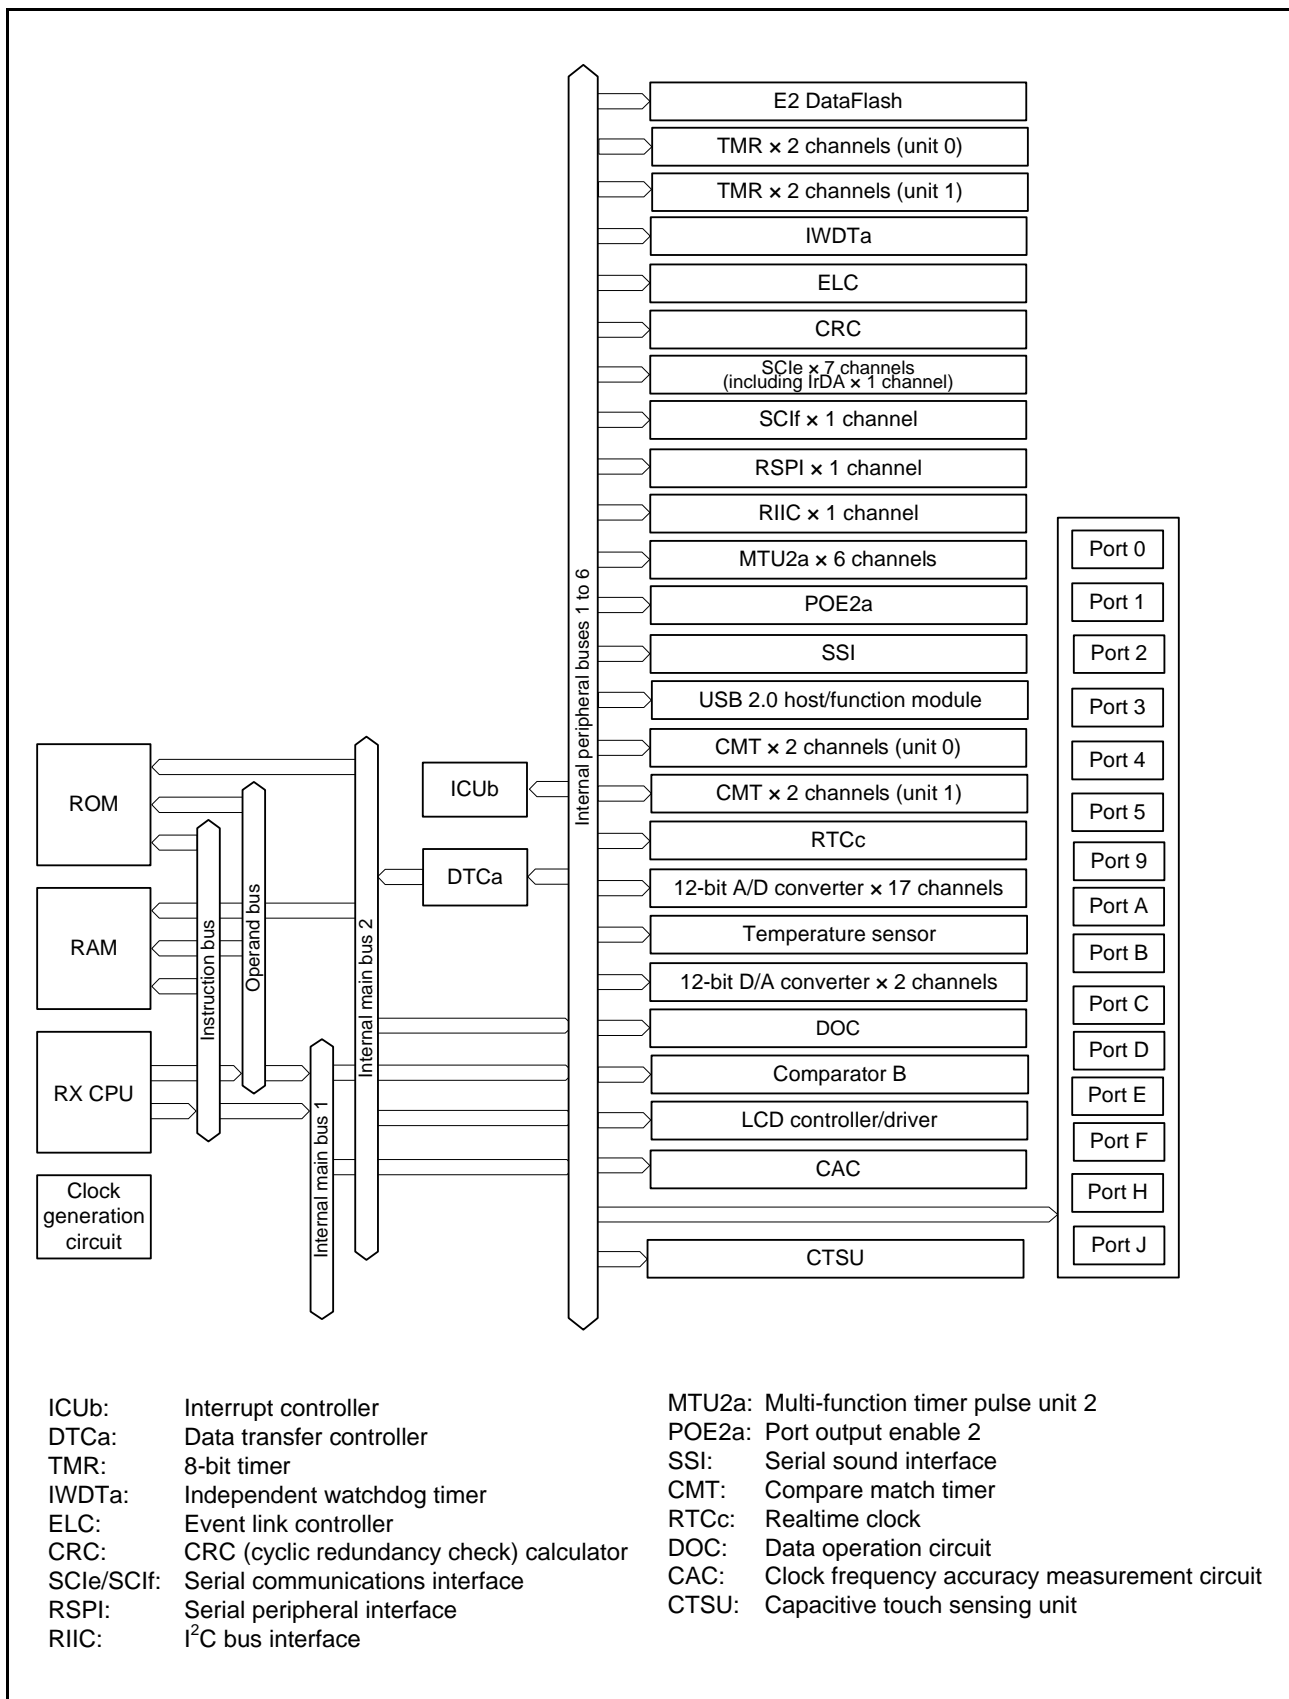 E2 DataFlash
TMR × 2 channels (unit 0)
TMR × 2 channels (unit 1)
IWDTa
ELC
CRC
SCIe × 7 channels
(including IrDA × 1 channel)
SCIf × 1 channel
RSPI × 1 channel
RIIC × 1 channel
MTU2a × 6 channels
POE2a
SSI
USB 2.0 host/function module
CMT × 2 channels (unit 0)
CMT × 2 channels (unit 1)
RTCc
12-bit A/D converter × 17 channels
Temperature sensor
12-bit D/A converter × 2 channels
DOC
Comparator B
LCD controller/driver
CAC
CTSU
Port 0
Port 1
Port 2
Port 3
Port 4
Port 5
Port 9
Port A
Port B
Port C
Port D
Port E
Port F
Port H
Port J
Internal peripheral buses 1 to 6
ICUb
DTCa
ROM
RAM
RX CPU
Clock
generation
circuit
Instruction bus
Operand bus
Internal main bus 1
Internal main bus 2
ICUb: Interrupt controller
DTCa: Data transfer controller
TMR: 8-bit timer
IWDTa: Independent watchdog timer
ELC: Event link controller
CRC: CRC (cyclic redundancy check) calculator
SCIe/SCIf: Serial communications interface
RSPI: Serial peripheral interface
RIIC: I²C bus interface
MTU2a: Multi-function timer pulse unit 2
POE2a: Port output enable 2
SSI: Serial sound interface
CMT: Compare match timer
RTCc: Realtime clock
DOC: Data operation circuit
CAC: Clock frequency accuracy measurement circuit
CTSU: Capacitive touch sensing unit